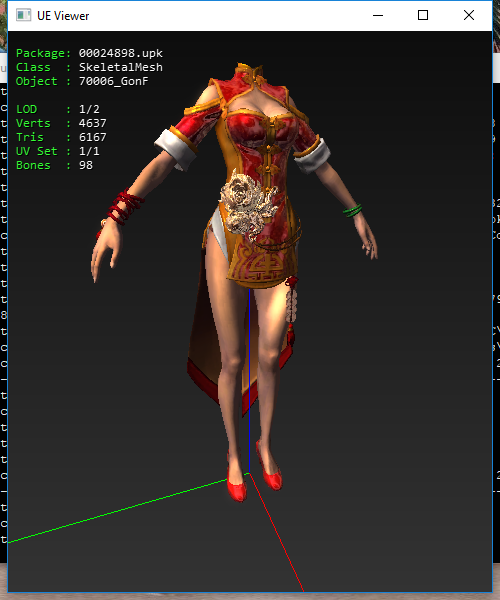 UE Viewer
Package: 00024898.upk
Class : SkeletalMesh
Object : 70006_GonF
LOD : 1/2
Verts : 4637
Tris : 6167
UV Set : 1/1
Bones : 98